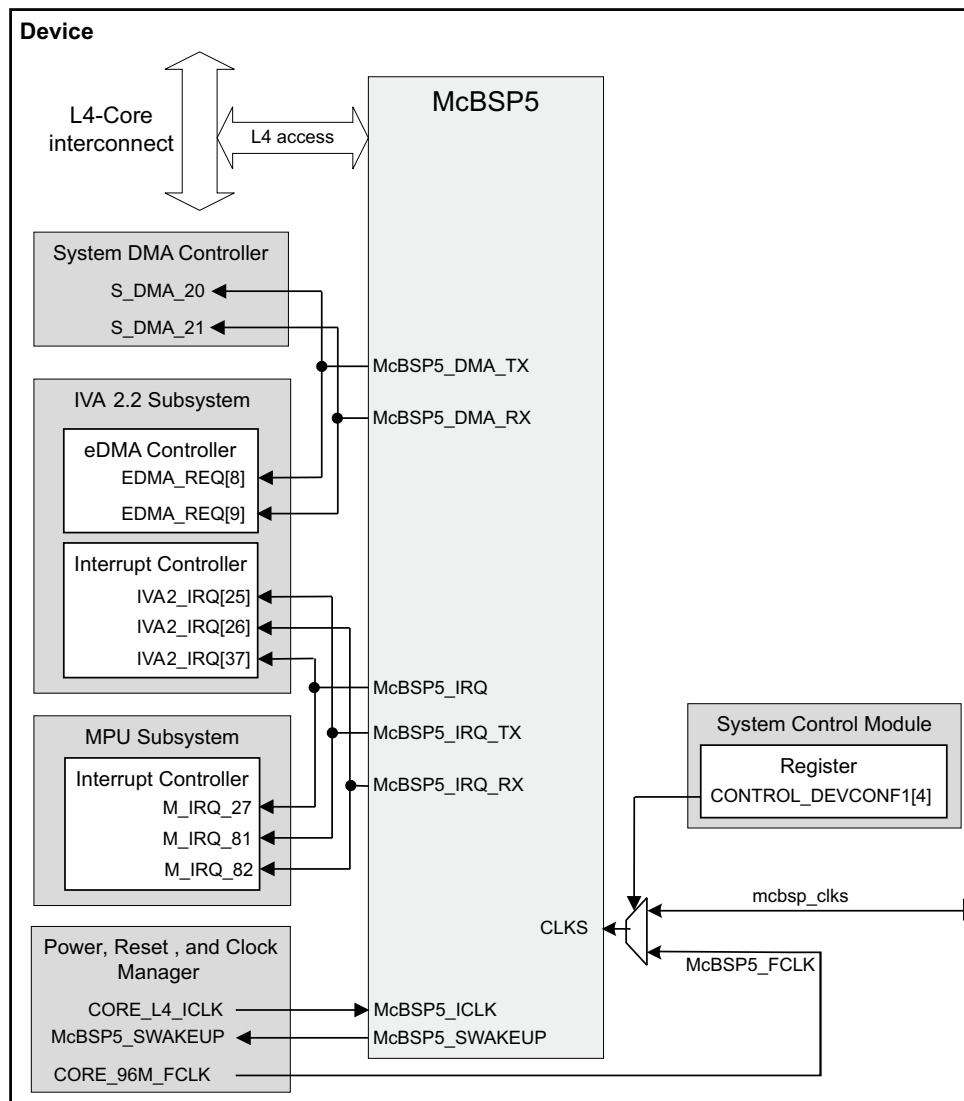 Device
L4-Core
interconnect
L4 access
McBSP5
System DMA Controller
S_DMA_20
S_DMA_21
McBSP5_DMA_TX
McBSP5_DMA_RX
IVA 2.2 Subsystem
eDMA Controller
EDMA_REQ[8]
EDMA_REQ[9]
Interrupt Controller
IVA2_IRQ[25]
IVA2_IRQ[26]
IVA2_IRQ[37]
McBSP5_IRQ
McBSP5_IRQ_TX
McBSP5_IRQ_RX
MPU Subsystem
Interrupt Controller
M_IRQ_27
M_IRQ_81
M_IRQ_82
System Control Module
Register
CONTROL_DEVCONF1[4]
mcbsp_clks
CLKS
McBSP5_FCLK
Power, Reset , and Clock
Manager
CORE_L4_ICLK
McBSP5_SWAKEUP
CORE_96M_FCLK
McBSP5_ICLK
McBSP5_SWAKEUP